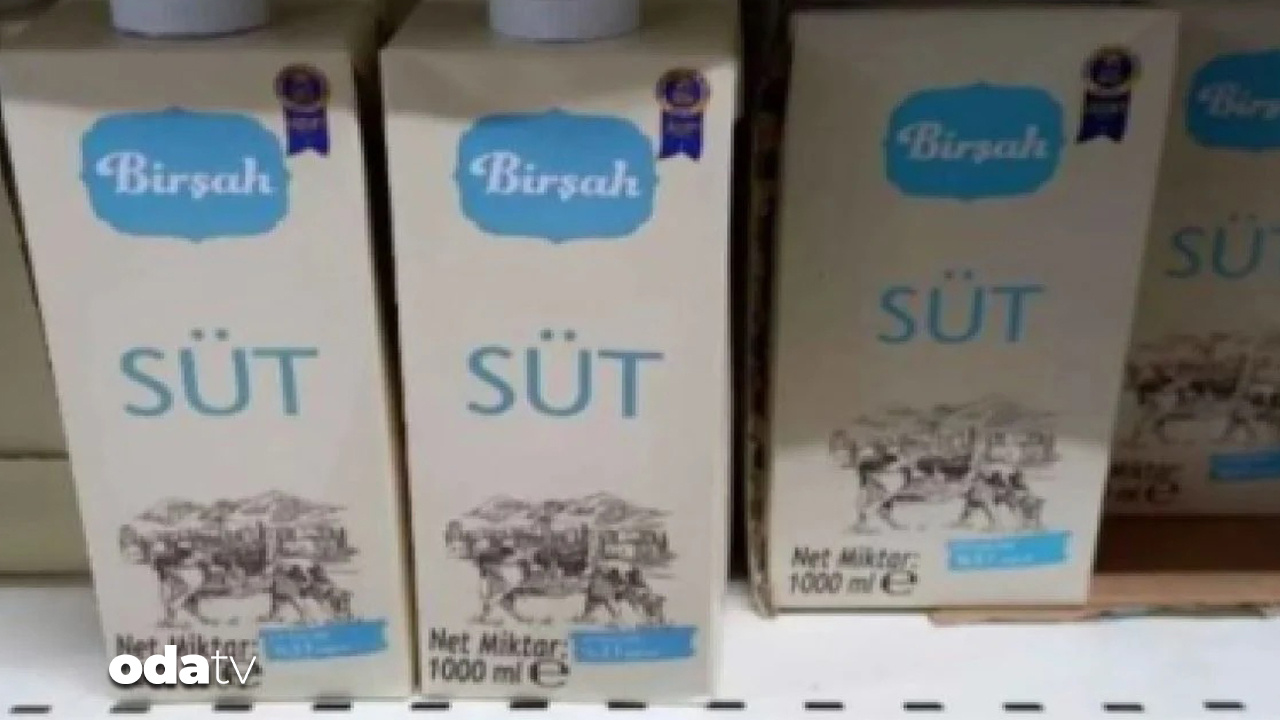 Birşah
SÜT
Net Miktar:
1000 ml e
Birşah
SÜT
Net Miktar:
1000 ml e
Birşah
SÜT
Net Miktar:
1000 ml e
SÜT
odatv